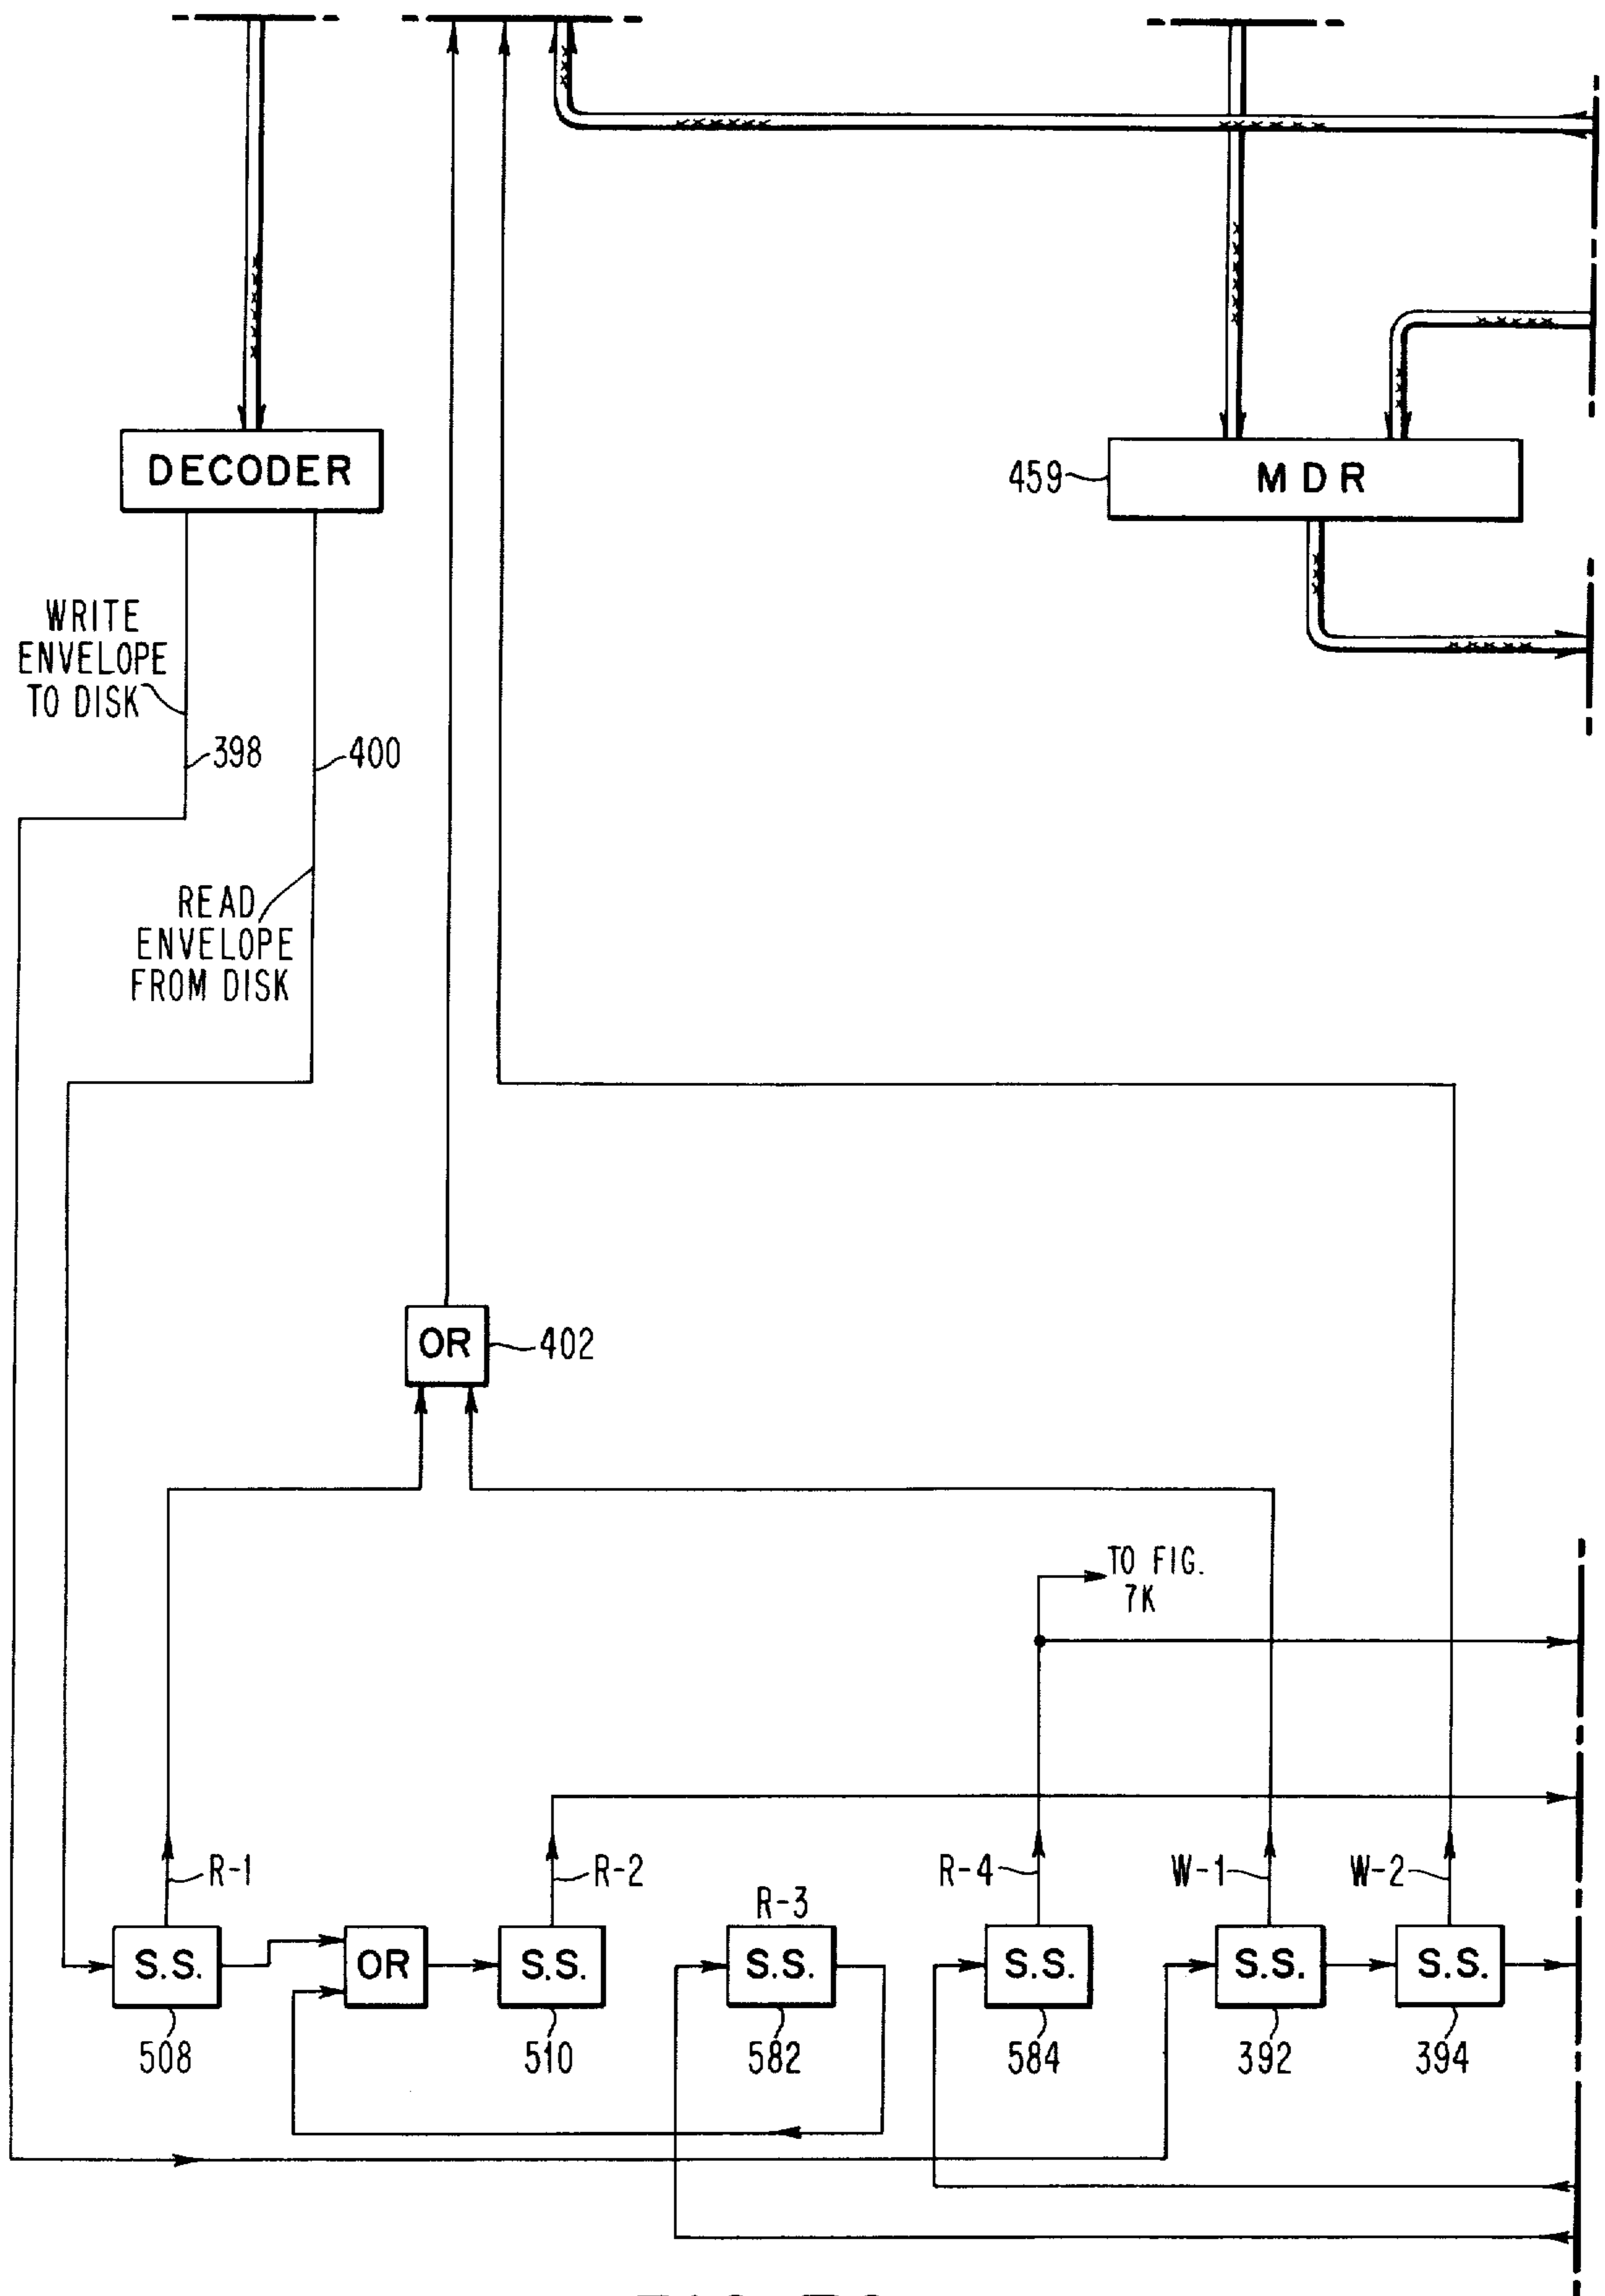 DECODER
459
MDR
WRITE
ENVELOPE
TO DISK
398
400
READ
ENVELOPE
FROM DISK
OR
402
TO FIG.
7K
R-1
R-2
R-3
R-4
W-1
W-2
S.S.
OR
S.S.
S.S.
S.S.
S.S.
S.S.
508
510
582
584
392
394